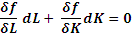 δf/δL dL + δf/δK dK = 0